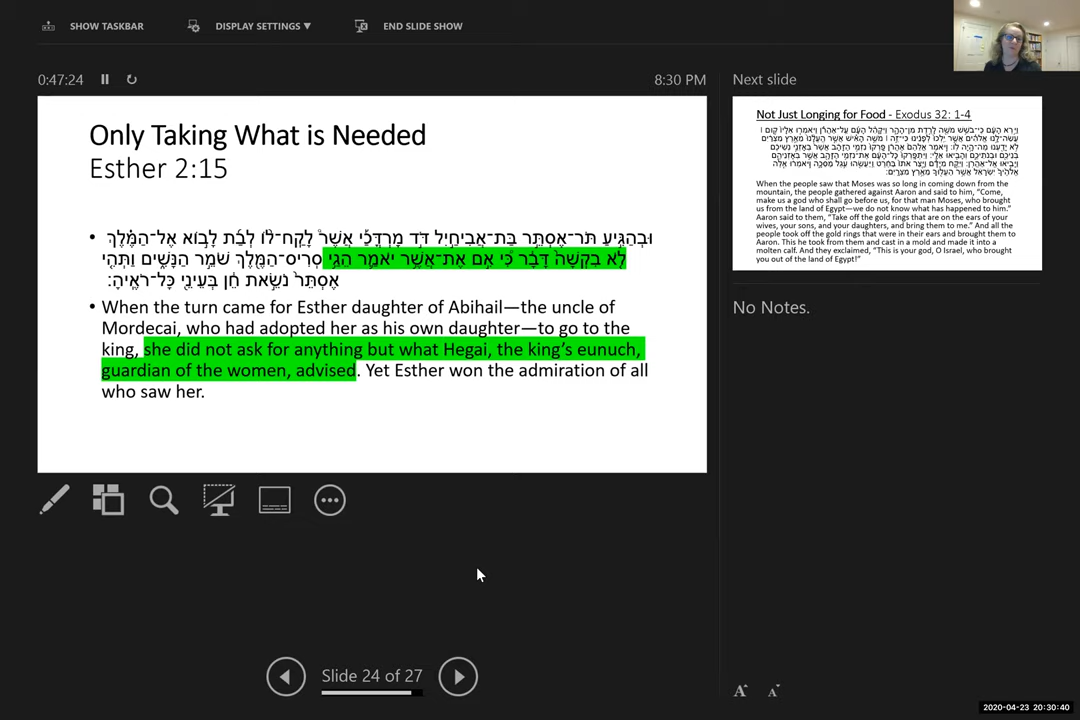 SHOW TASKBAR
DISPLAY SETTINGS ▼
END SLIDE SHOW
0:47:24
8:30 PM
Only Taking What is Needed
Esther 2:15
• וּבְהַגִּ֣יעַ תֹּר־אֶסְתֵּ֣ר בַּת־אֲבִיחַ֣יִל דֹּ֣ד מָרְדֳּכַ֡י אֲשֶׁר֩ לָקַֽח־ל֨וֹ לְבַ֜ת לָב֣וֹא אֶל־הַמֶּ֗לֶךְ
לֹ֤א בִקְשָׁה֙ דָּבָ֔ר כִּ֠י אִ֣ם אֶת־אֲשֶׁ֥ר יֹאמַ֛ר הֵגַ֥י סְרִיס־הַמֶּ֖לֶךְ שֹׁמֵ֣ר הַנָּשִׁ֑ים וַתְּהִ֤י
אֶסְתֵּר֙ נֹשֵׂ֣את חֵ֔ן בְּעֵינֵ֖י כׇּל־רֹאֶֽיהָ׃
• When the turn came for Esther daughter of Abihail—the uncle of
Mordecai, who had adopted her as his own daughter—to go to the
king, she did not ask for anything but what Hegai, the king’s eunuch,
guardian of the women, advised. Yet Esther won the admiration of all
who saw her.
Slide 24 of 27
Next slide
Not Just Longing for Food - Exodus 32: 1-4
When the people saw that Moses was so long in coming down from the
mountain, the people gathered against Aaron and said to him, “Come,
make us a god who shall go before us, for that man Moses, who brought
us from the land of Egypt—we do not know what has happened to him.”
Aaron said to them, “Take off the gold rings that are on the ears of your
wives, your sons, and your daughters, and bring them to me.” And all the
people took off the gold rings that were in their ears and brought them to
Aaron. This he took from them and cast in a mold and made it into a
molten calf. And they exclaimed, “This is your god, O Israel, who brought
you out of the land of Egypt!”
No Notes.
A A
2020-04-23 20:30:40